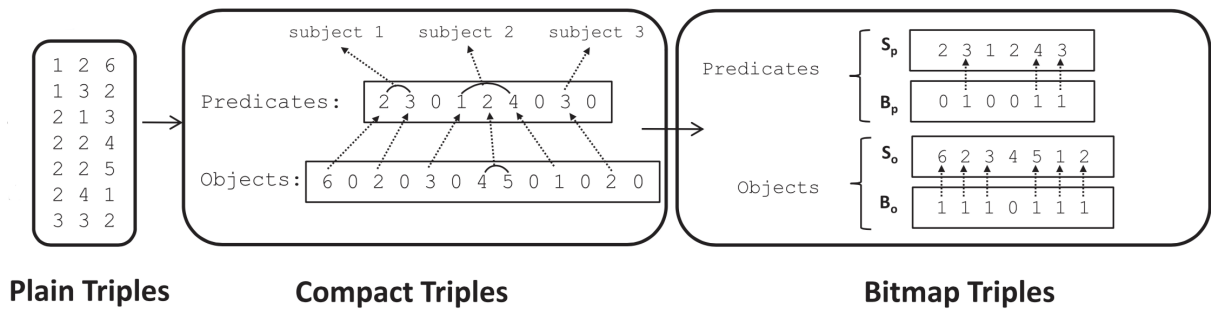 1 2 6
1 3 2
2 1 3
2 2 4
2 2 5
2 4 1
3 3 2
Plain Triples
subject 1 subject 2 subject 3
Predicates: 2 3 0 1 2 4 0 3 0
Objects: 6 0 2 0 3 0 4 5 0 1 0 2 0
Compact Triples
Predicates
Sp 2 3 1 2 4 3
Bp 0 1 0 0 1 1
Objects
So 6 2 3 4 5 1 2
Bo 1 1 1 0 1 1 1
Bitmap Triples